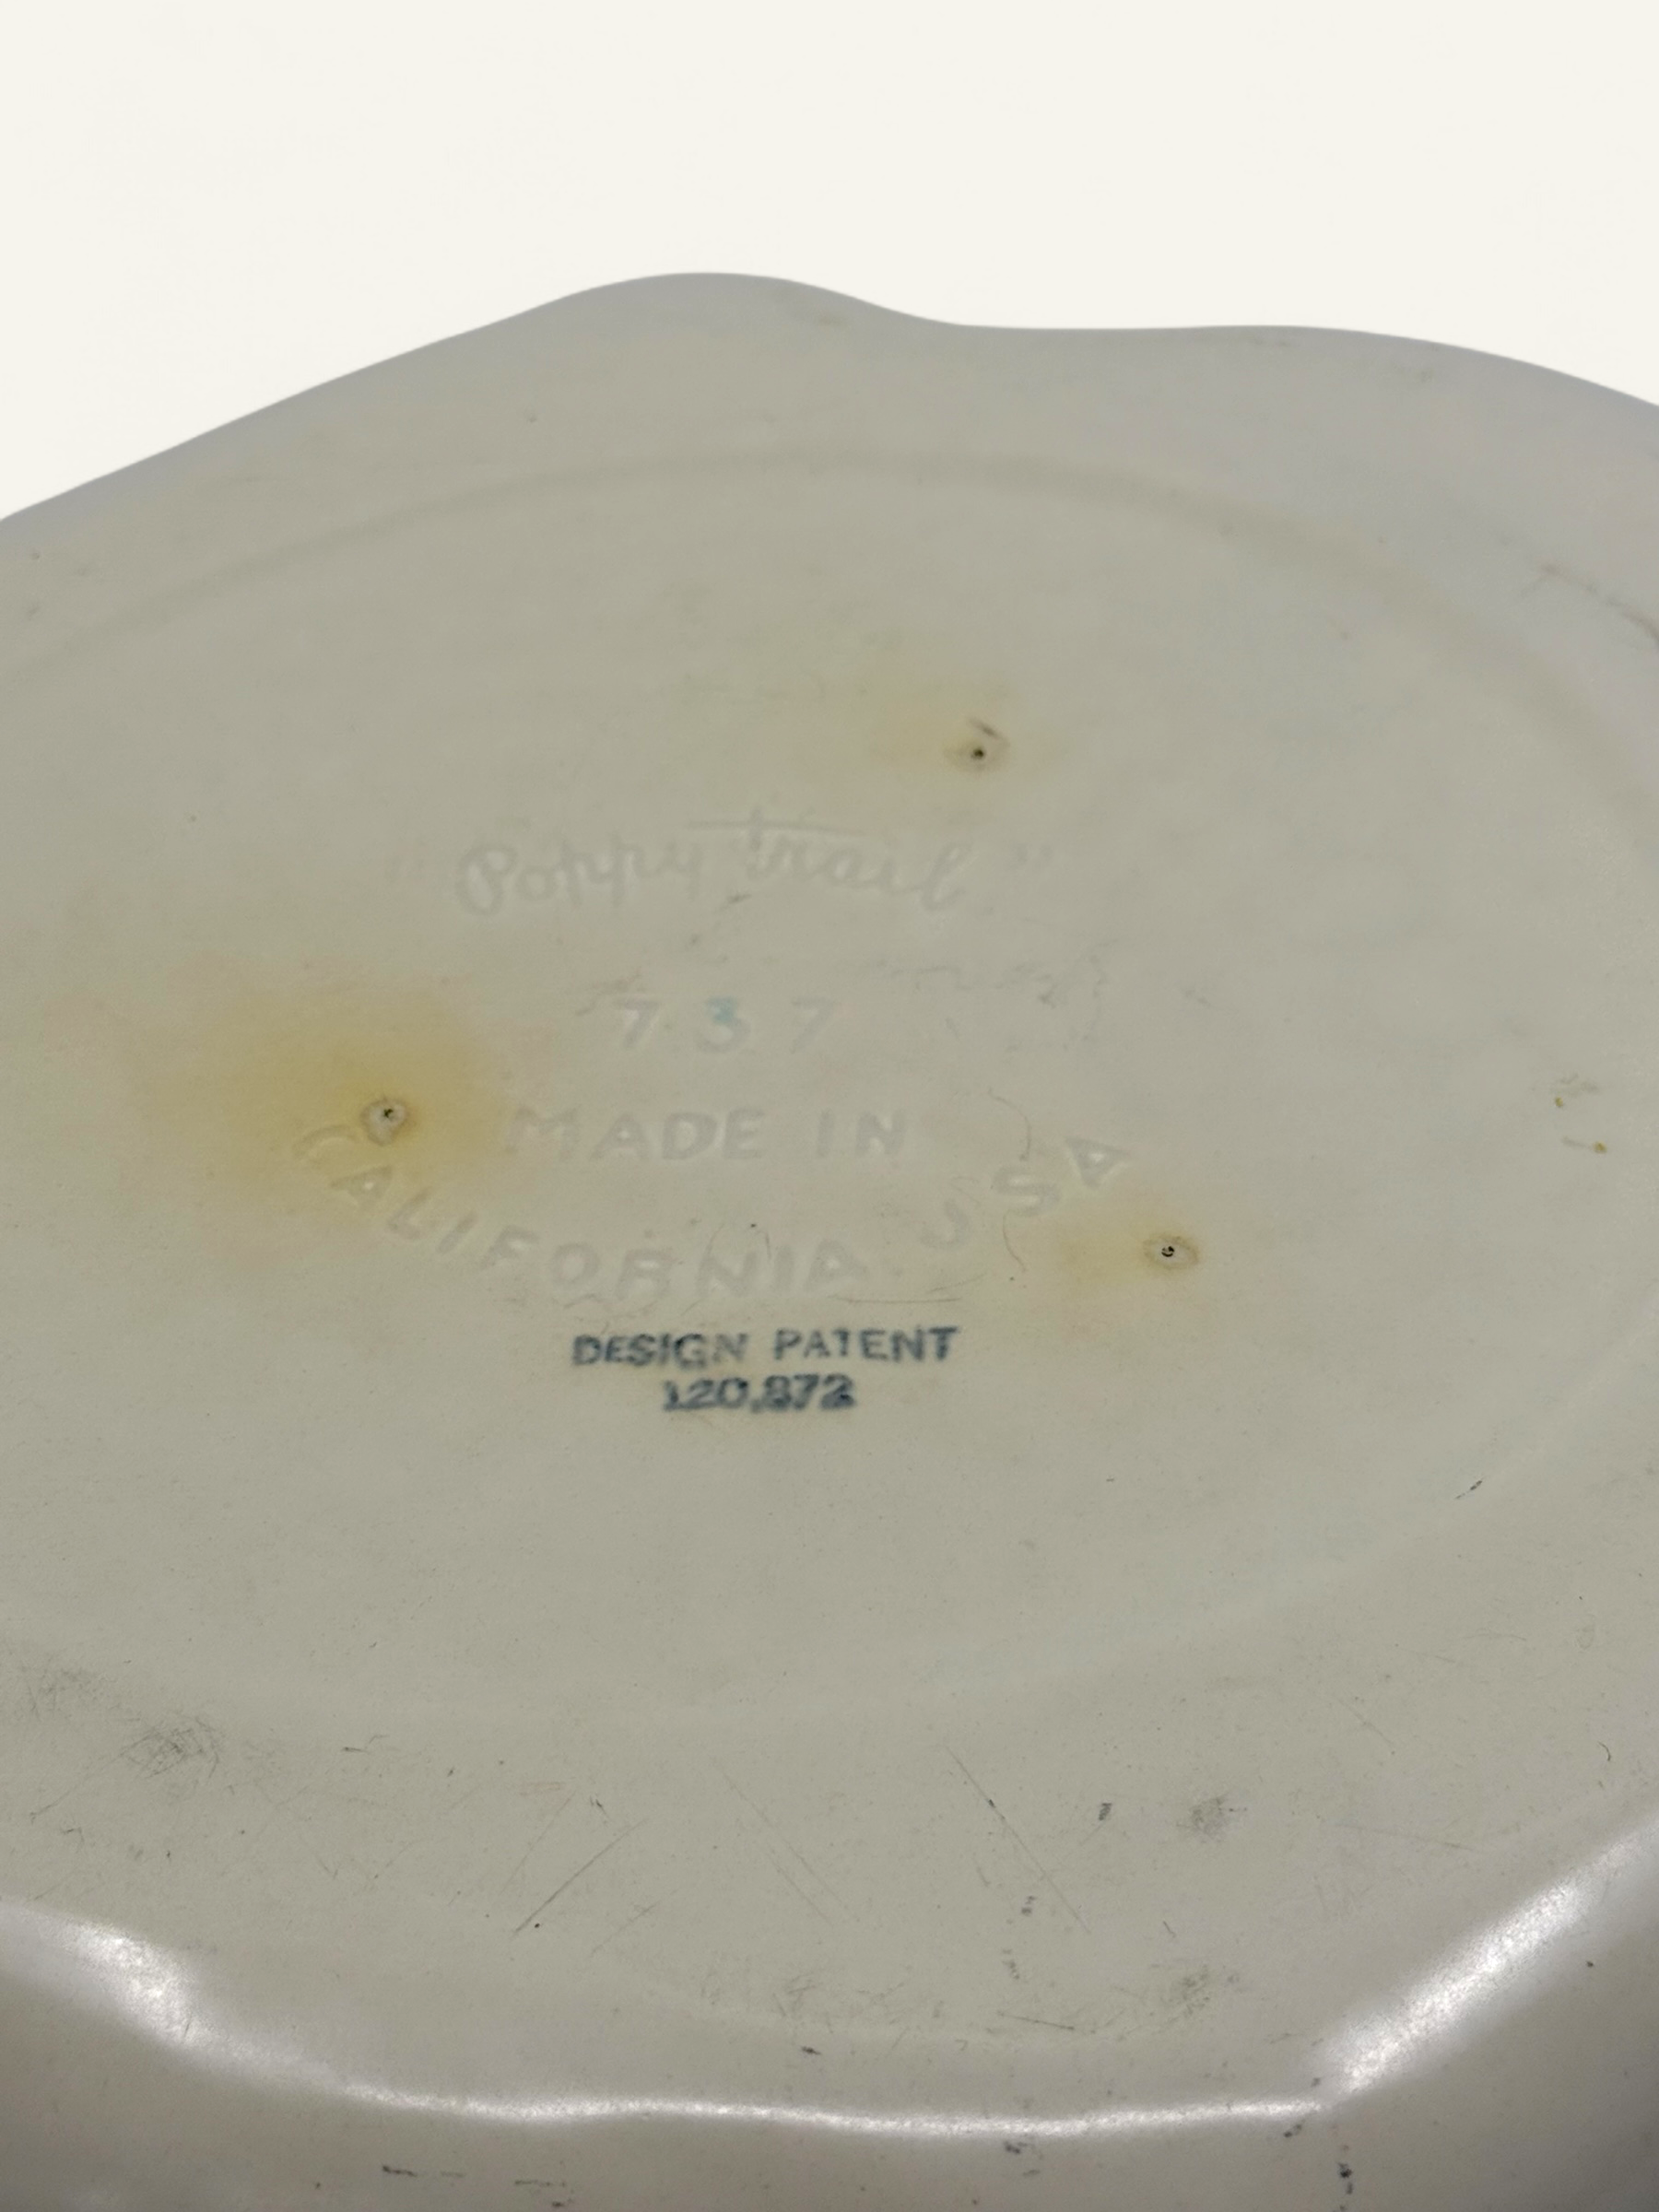 "Poppy trail"
737
MADE IN
CALIFORNIA USA
DESIGN PATENT
120,872